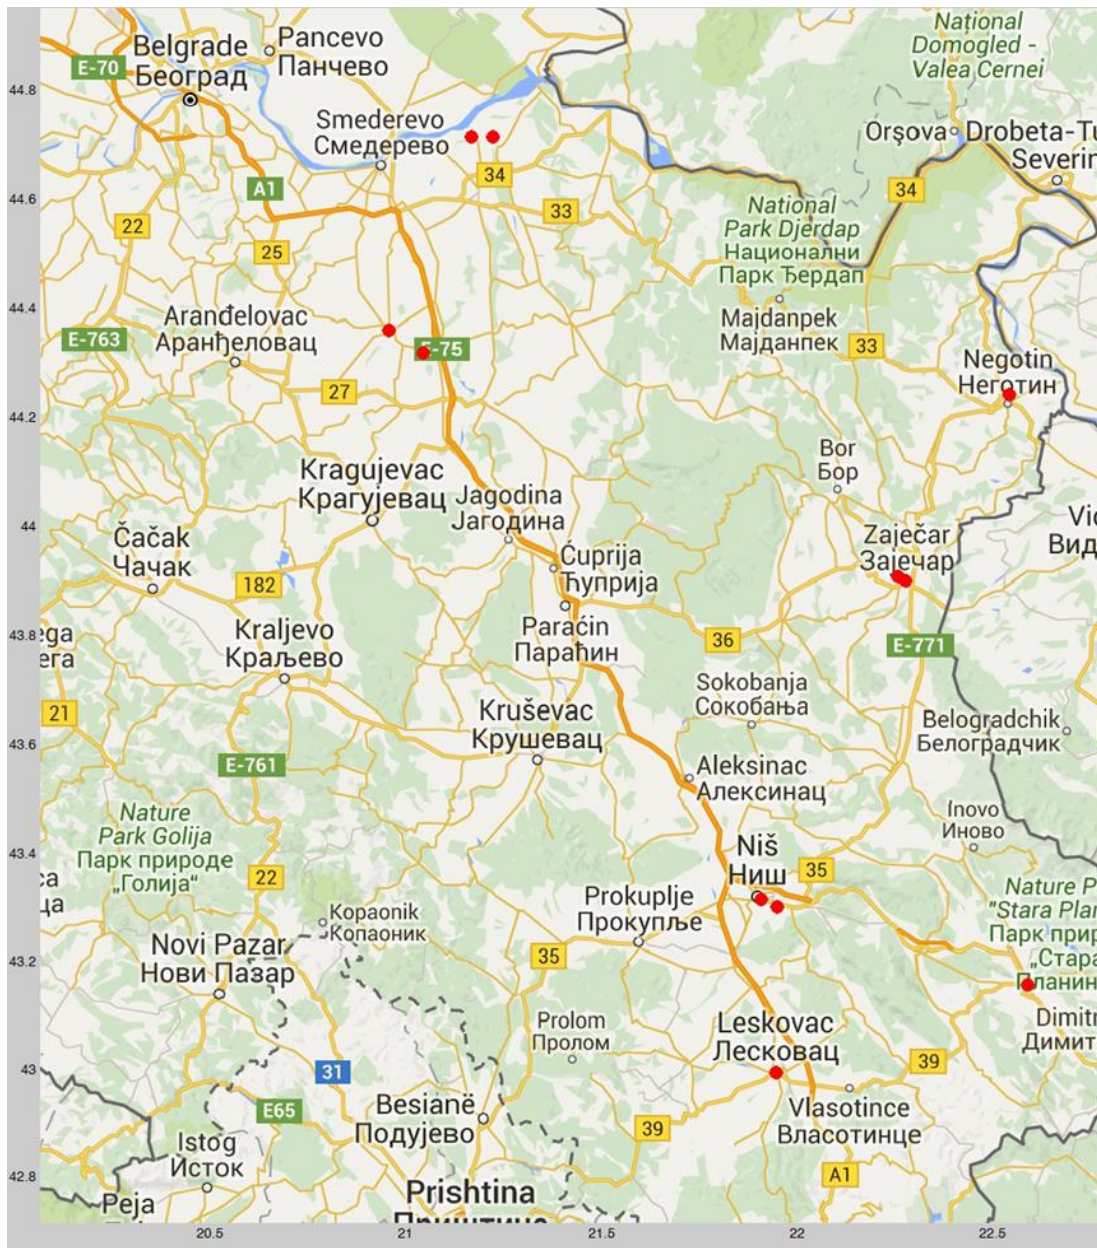 National
Domogled -
Valea Cernei
Belgrade
Београд
Pancevo
Панчево
E-70
44.8
Smederevo
Смедерево
Orşova
Drobeta-Tu
Severin
34
A1
34
44.6
22
33
National
Park Djerdap
Национални
Парк Ђердап
25
44.4
Aranđelovac
Аранђеловац
E-763
E-75
Majdanpek
Мајданпек
33
Negotin
Неготин
27
44.2
Bor
Бор
Kragujevac
Крагујевац
Jagodina
Јагодина
44
Čačak
Чачак
Zaječar
Зајечар
Vi
Вид
Ćuprija
Ћуприја
182
43.8
ega
ега
Kraljevo
Краљево
Paraćin
Параћин
36
E-771
21
Sokobanja
Сокобања
Kruševac
Крушевац
Belogradchik
Белоградчик
43.6
E-761
Aleksinac
Алексинац
Nature
Park Golija
Парк природе
„Голија“
Inovo
Иново
43.4
Niš
Ниш
35
22
Prokuplje
Прокупље
Kopaonik
Копаоник
Nature P
"Stara Plan
Парк прир
„Стара
Планин
Novi Pazar
Нови Пазар
35
43.2
Prolom
Пролом
Leskovac
Лесковац
Dimitr
Димит
43
31
39
E65
Besianë
Подујево
39
Vlasotince
Власотинце
Istog
Исток
42.8
A1
Peja
Prishtina
Приштина
20.5
21
21.5
22
22.5